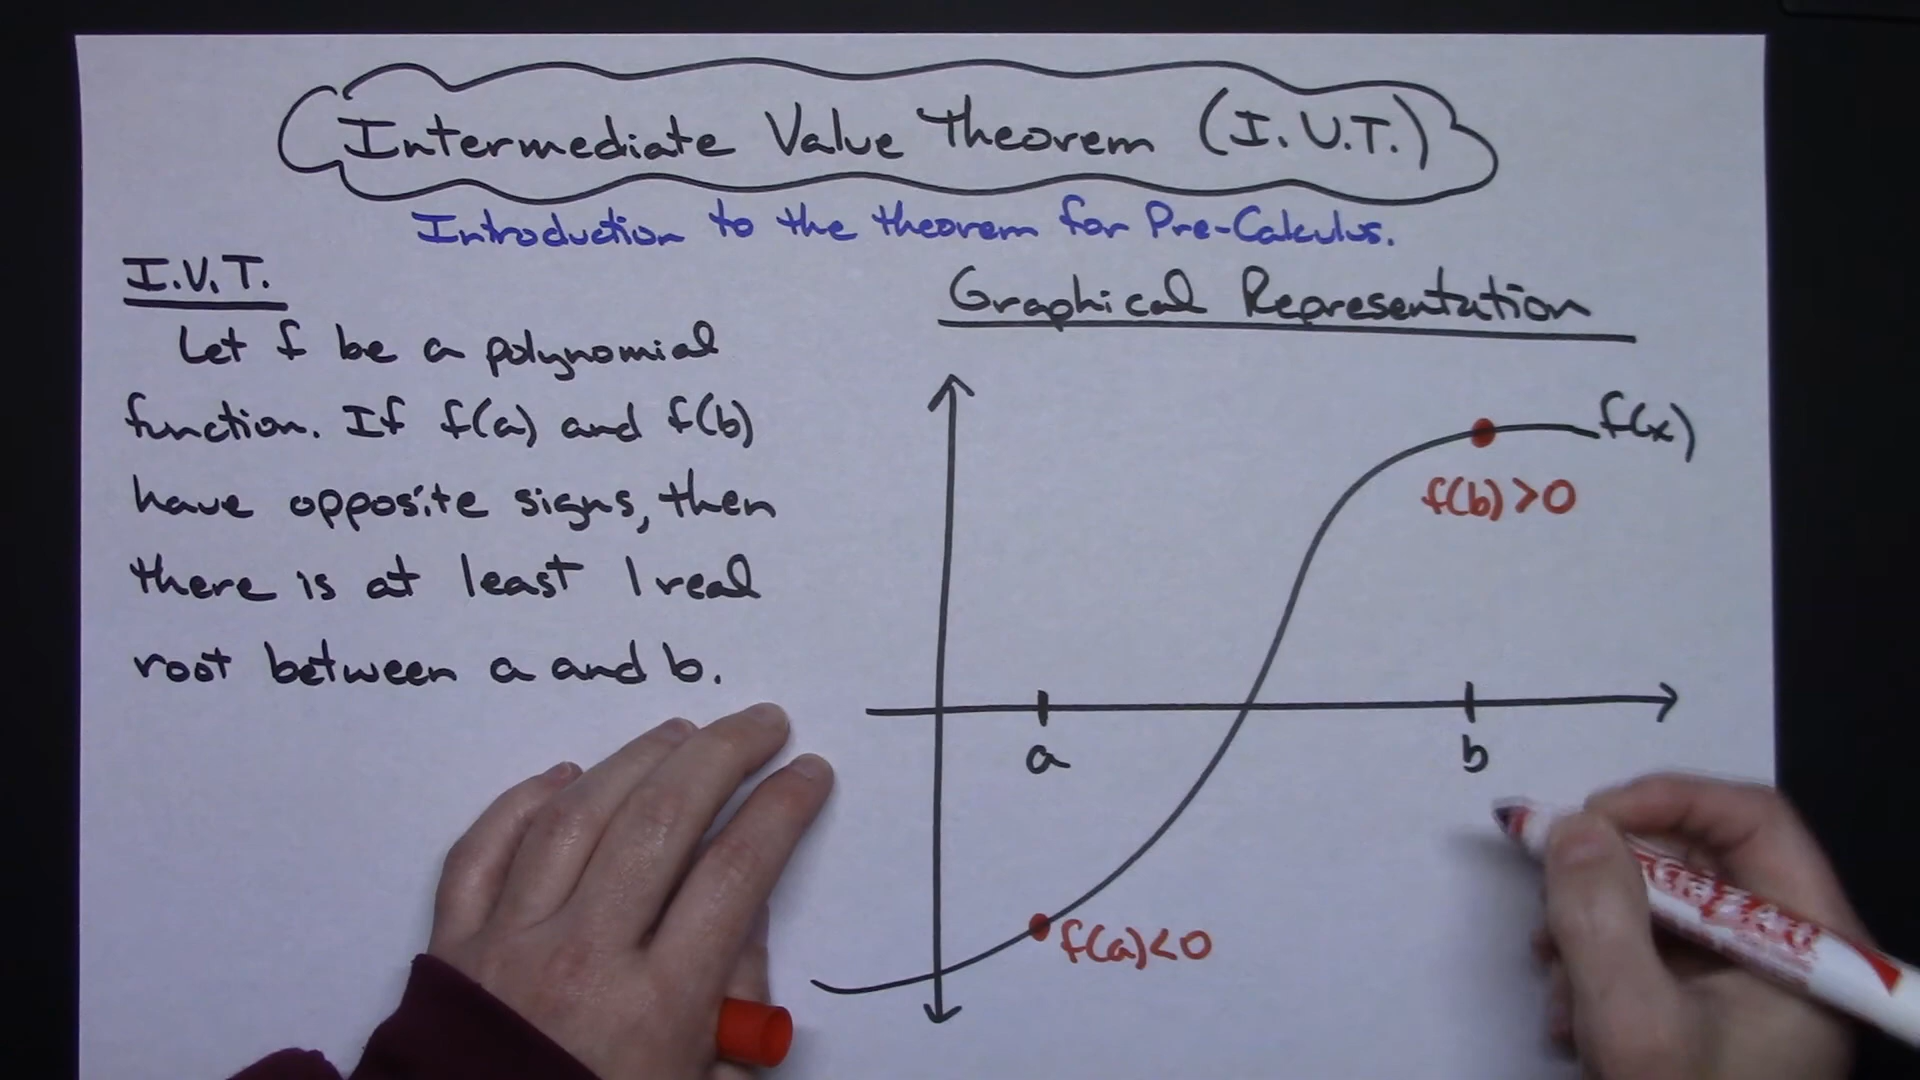 Intermediate Value Theorem (I.V.T.)
Introduction to the theorem for Pre-Calculus.
I.V.T.
Let f be a polynomial
function. If f(a) and f(b)
have opposite signs, then
there is at least 1 real
root between a and b.
Graphical Representation
f(x)
f(b)>0
a
b
f(a)<0